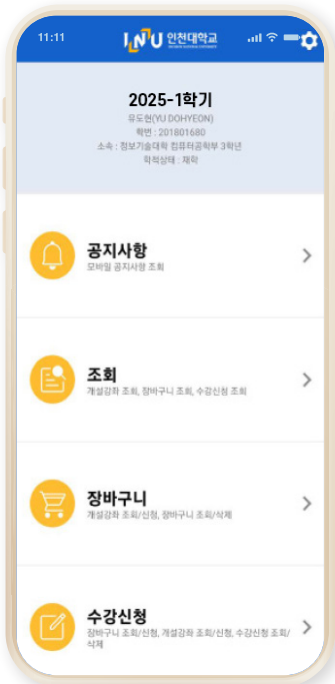 11:11
INU 인천대학교
2025-1학기
유도현(YU DOHYEON)
학번 : 201801680
소속 : 정보기술대학 컴퓨터공학부 3학년
학적상태 : 재학
공지사항
모바일 공지사항 조회
조회
개설강좌 조회, 장바구니 조회, 수강신청 조회
장바구니
개설강좌 조회/신청, 장바구니 조회/삭제
수강신청
장바구니 조회/신청, 개설강좌 조회/신청, 수강신청 조회/
삭제